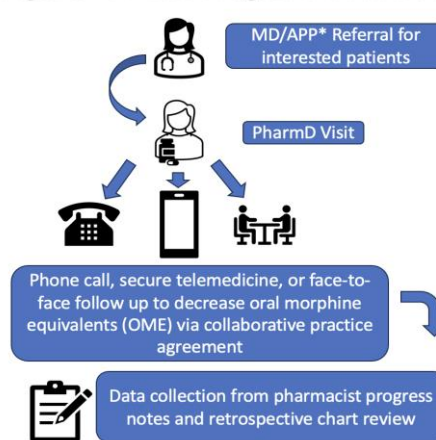 MD/APP* Referral for
interested patients
PharmD Visit
Phone call, secure telemedicine, or face-to-
face follow up to decrease oral morphine
equivalents (OME) via collaborative practice
agreement
Data collection from pharmacist progress
notes and retrospective chart review